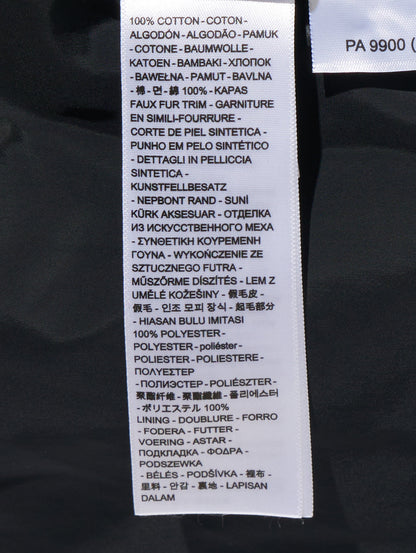 100% COTTON - COTON -
ALGODÓN - ALGODÃO - PAMUK
- COTONE - BAUMWOLLE -
KATOEN - BAMBAKI - ХЛОПОК
- BAWEŁNA - PAMUT - BAVLNA
- 棉 - 면 - 綿 100% - KAPAS
FAUX FUR TRIM - GARNITURE
EN SIMILI-FOURRURE -
CORTE DE PIEL SINTETICA -
PUNHO EM PELO SINTÉTICO
- DETTAGLI IN PELLICCIA
SINTETICA -
KUNSTFELLBESATZ
- NEPBONT RAND - SUNİ
KÜRK AKSESUAR - ОТДЕЛКА
ИЗ ИСКУССТВЕННОГО МЕХА
- ΣΥΝΘΕΤΙΚΗ ΚΟΥΡΕΜΕΝΗ
ΓΟΥΝΑ - WYKOŃCZENIE ZE
SZTUCZNEGO FUTRA -
MŰSZŐRME DÍSZÍTÉS - LEM Z
UMĚLÉ KOŽEŠINY - 假毛皮 -
假毛 - 인조 모피 장식 - 起毛部分
- HIASAN BULU IMITASI
100% POLYESTER -
POLYESTER - poliéster -
POLIESTER - POLIESTERE -
ΠΟΛΥΕΣΤΕΡ
- ПОЛИЭСТЕР - POLIÉSZTER -
聚酯纤维 - 聚酯纖維 - 폴리에스터
- ポリエステル 100%
LINING - DOUBLURE - FORRO
- FODERA - FUTTER -
VOERING - ASTAR -
ПОДКЛАДКА - ΦΟΔΡΑ -
PODSZEWKA
- BÉLÉS - PODŠÍVKA - 裡布 -
里料 - 안감 - 裏地 - LAPISAN
DALAM
PA 9900 (